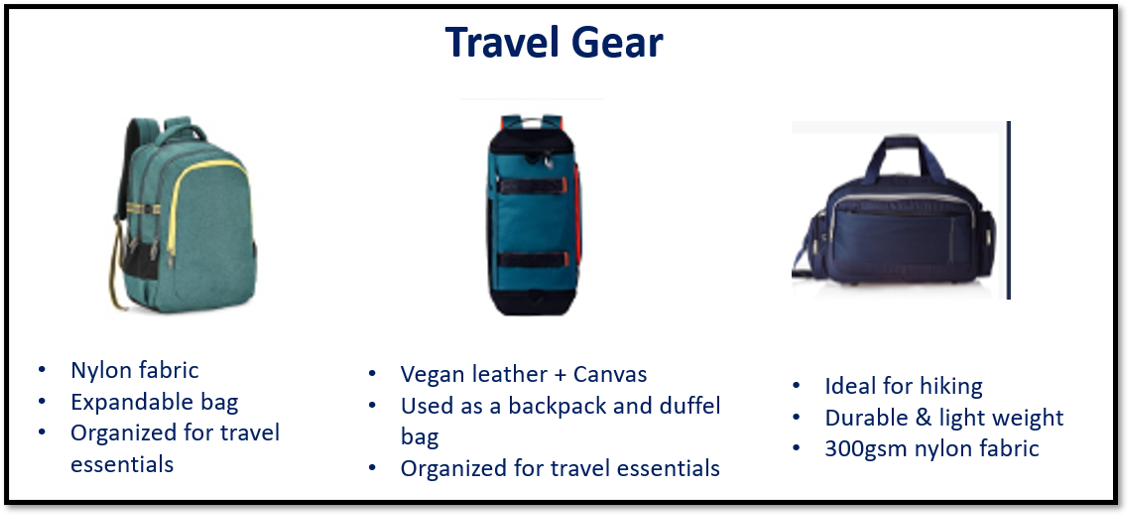 Travel Gear
• Nylon fabric
• Expandable bag
• Organized for travel
essentials
• Vegan leather + Canvas
• Used as a backpack and duffel
bag
• Organized for travel essentials
• Ideal for hiking
• Durable & light weight
• 300gsm nylon fabric